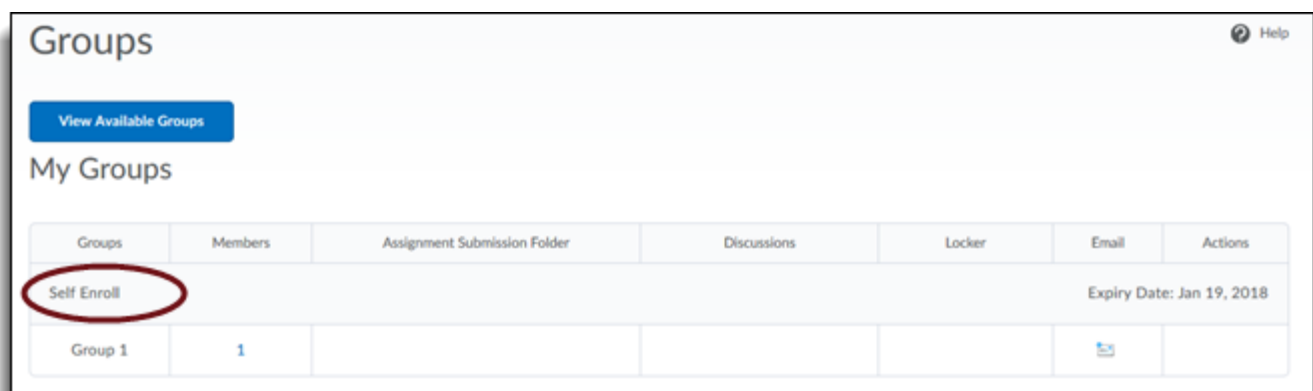 Groups
Help
View Available Groups
My Groups
Groups Members Assignment Submission Folder Discussions Locker Email Actions
Self Enroll Expiry Date: Jan 19, 2018
Group 1 1